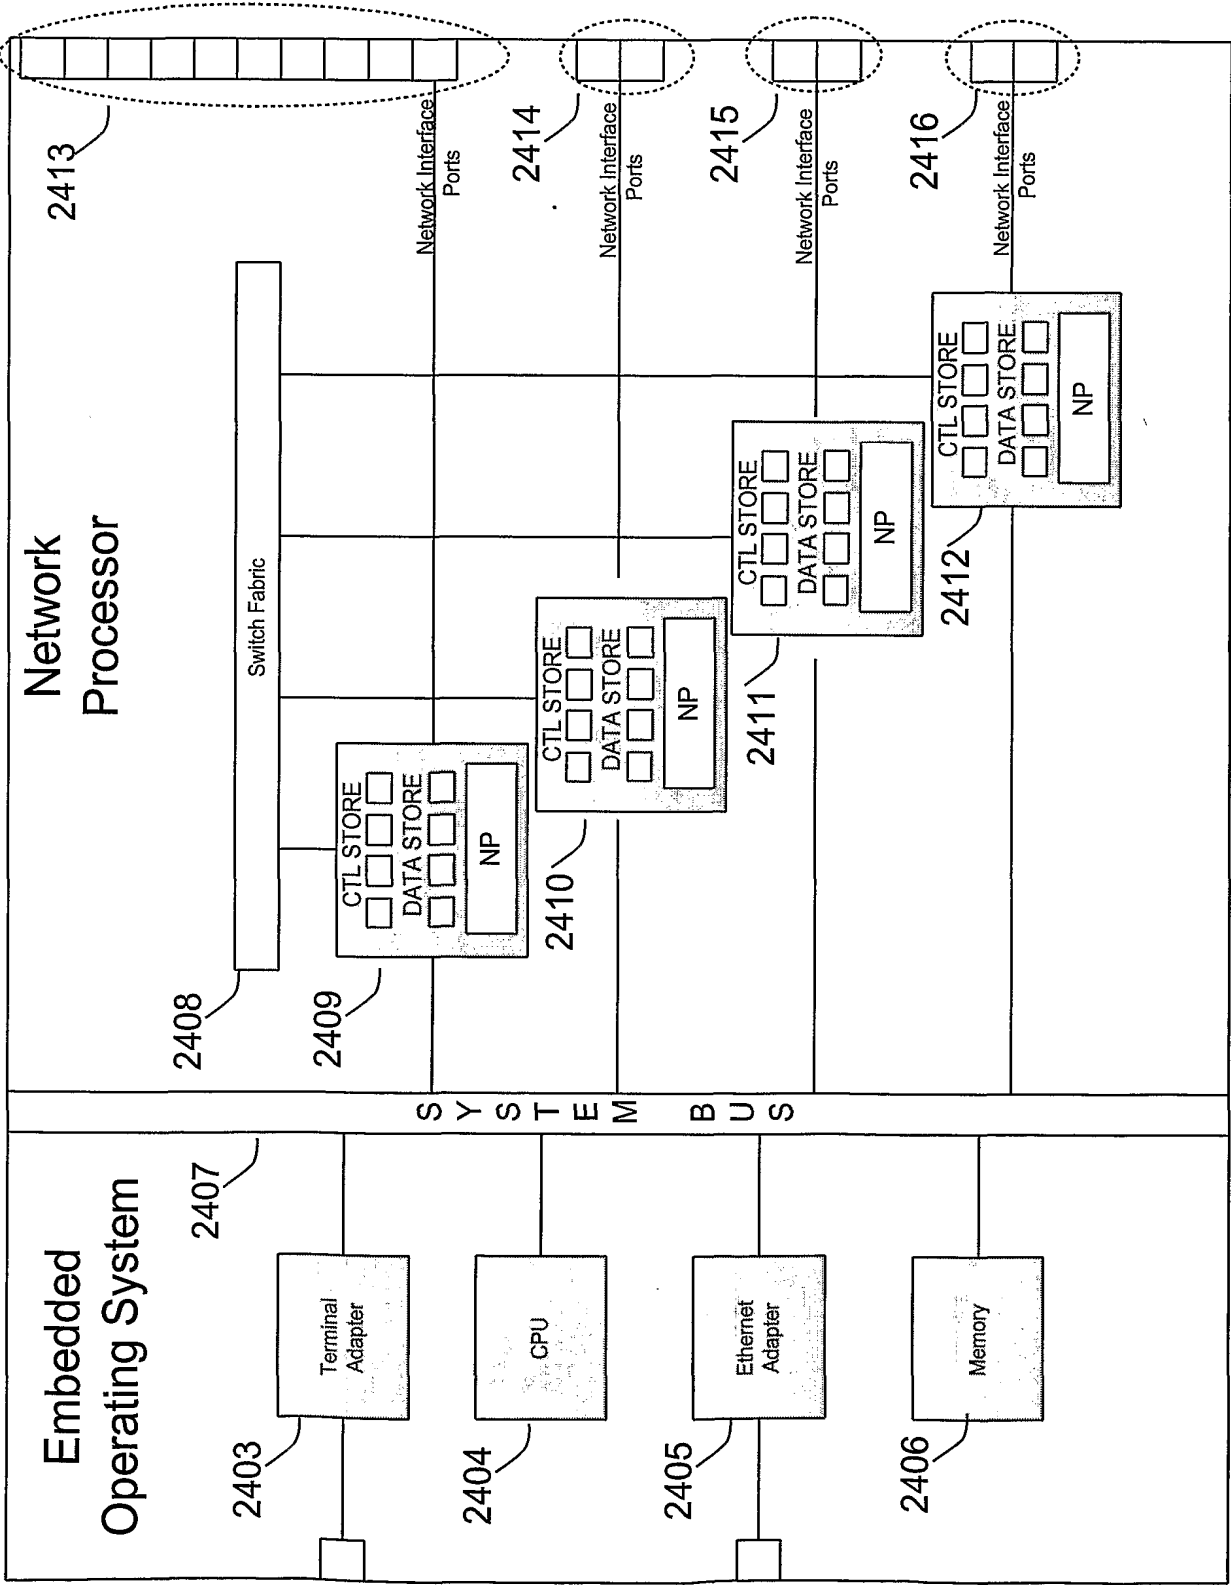 Embedded
Operating System
Network
Processor
2403
Terminal
Adapter
2404
CPU
2405
Ethernet
Adapter
2406
Memory
2407
SYSTEM BUS
2408
Switch Fabric
2409
CTL STORE
DATA STORE
NP
2410
CTL STORE
DATA STORE
NP
2411
CTL STORE
DATA STORE
NP
2412
CTL STORE
DATA STORE
NP
2413
Network Interface
Ports
2414
Network Interface
Ports
2415
Network Interface
Ports
2416
Network Interface
Ports